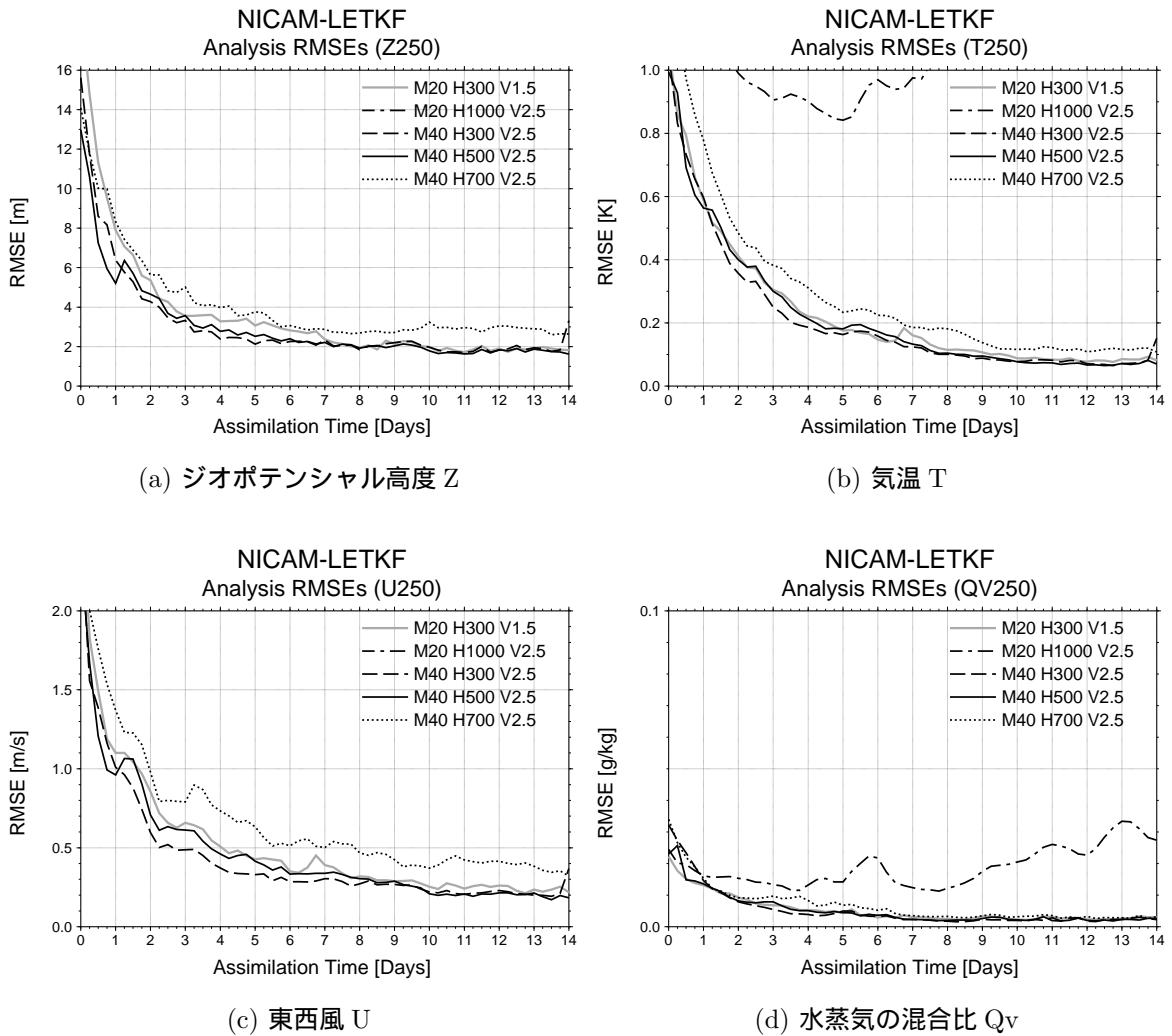 NICAM-LETKF
Analysis RMSEs (Z250)
RMSE [m]
16
14
12
10
8
6
4
2
0
M20 H300 V1.5
M20 H1000 V2.5
M40 H300 V2.5
M40 H500 V2.5
M40 H700 V2.5
0 1 2 3 4 5 6 7 8 9 10 11 12 13 14
Assimilation Time [Days]
(a) ジオポテンシャル高度 Z
NICAM-LETKF
Analysis RMSEs (T250)
RMSE [K]
1.0
0.8
0.6
0.4
0.2
0.0
M20 H300 V1.5
M20 H1000 V2.5
M40 H300 V2.5
M40 H500 V2.5
M40 H700 V2.5
0 1 2 3 4 5 6 7 8 9 10 11 12 13 14
Assimilation Time [Days]
(b) 気温 T
NICAM-LETKF
Analysis RMSEs (U250)
RMSE [m/s]
2.0
1.5
1.0
0.5
0.0
M20 H300 V1.5
M20 H1000 V2.5
M40 H300 V2.5
M40 H500 V2.5
M40 H700 V2.5
0 1 2 3 4 5 6 7 8 9 10 11 12 13 14
Assimilation Time [Days]
(c) 東西風 U
NICAM-LETKF
Analysis RMSEs (QV250)
RMSE [g/kg]
0.1
0.0
M20 H300 V1.5
M20 H1000 V2.5
M40 H300 V2.5
M40 H500 V2.5
M40 H700 V2.5
0 1 2 3 4 5 6 7 8 9 10 11 12 13 14
Assimilation Time [Days]
(d) 水蒸気の混合比 Qv